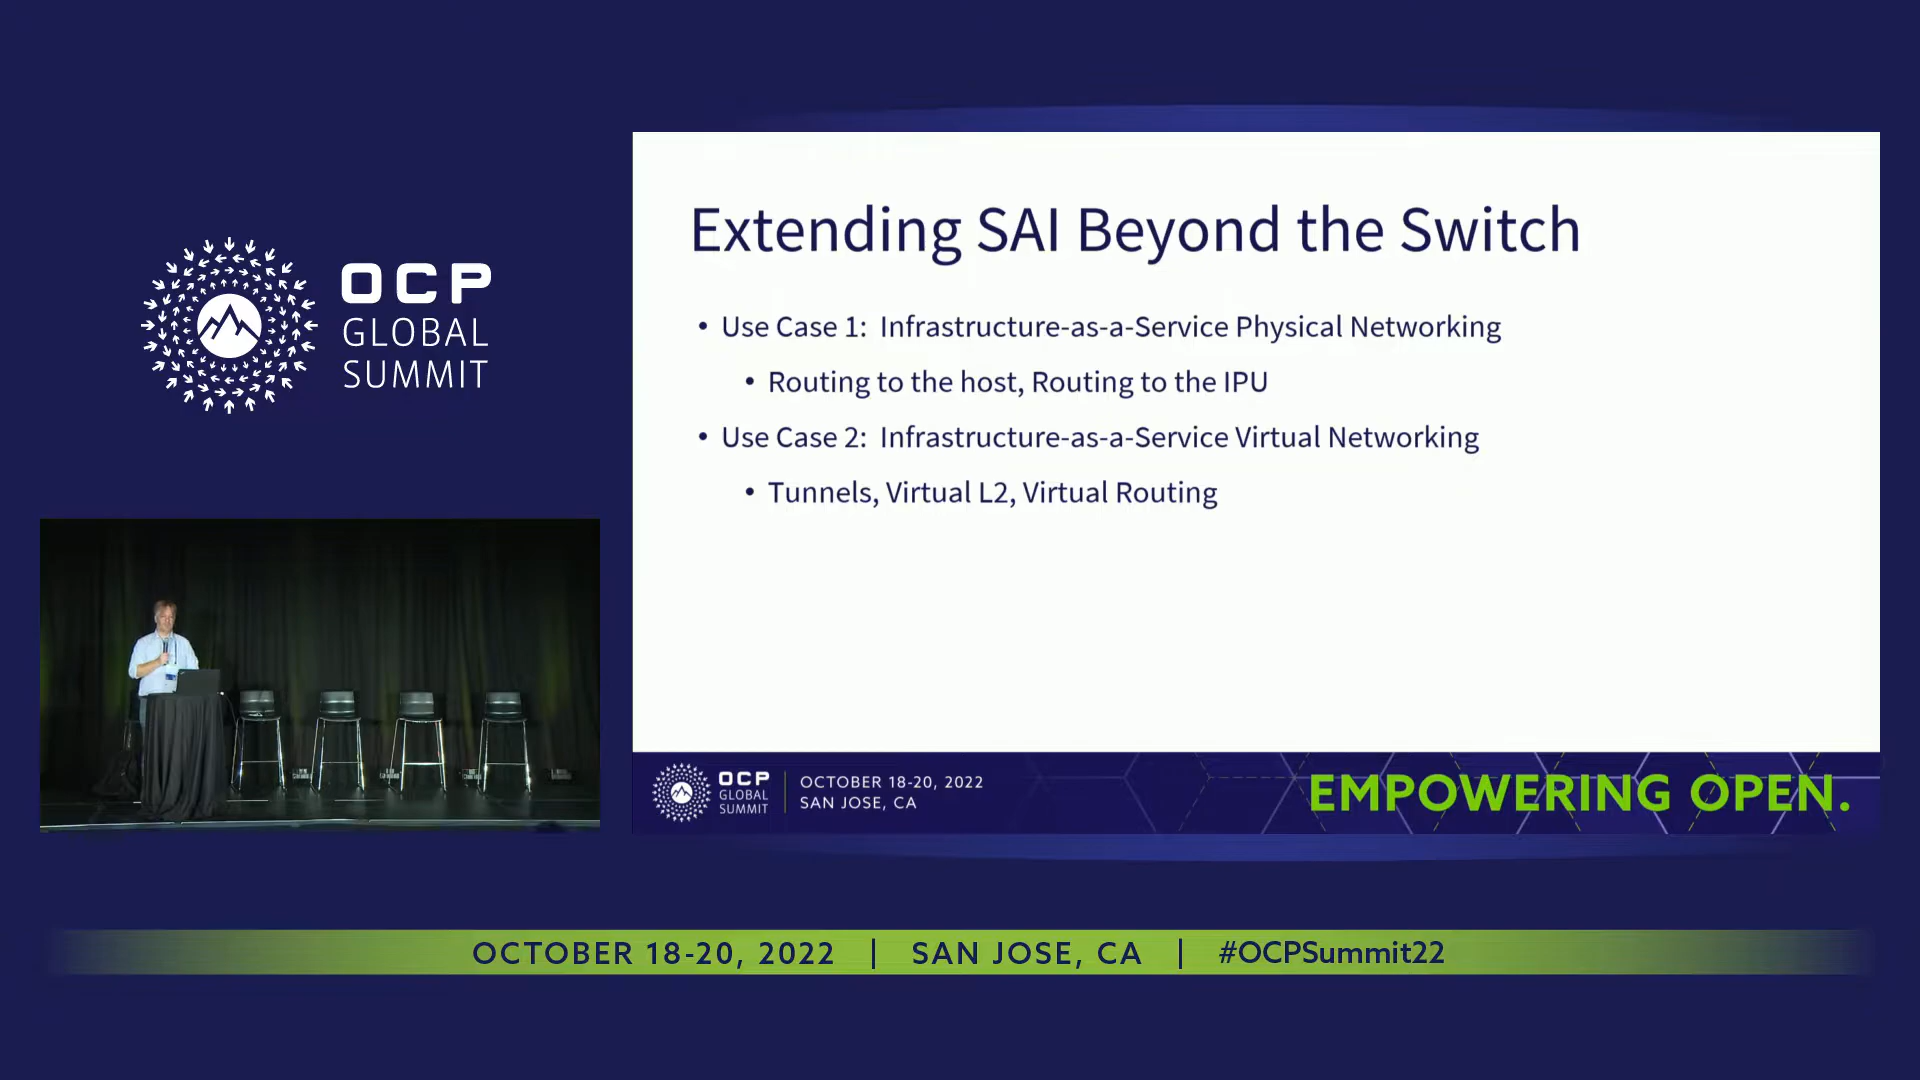 OCP
GLOBAL
SUMMIT
Extending SAI Beyond the Switch
• Use Case 1: Infrastructure-as-a-Service Physical Networking
• Routing to the host, Routing to the IPU
• Use Case 2: Infrastructure-as-a-Service Virtual Networking
• Tunnels, Virtual L2, Virtual Routing
OCP
GLOBAL
SUMMIT
OCTOBER 18-20, 2022
SAN JOSE, CA
EMPOWERING OPEN.
OCTOBER 18-20, 2022 | SAN JOSE, CA | #OCPSummit22